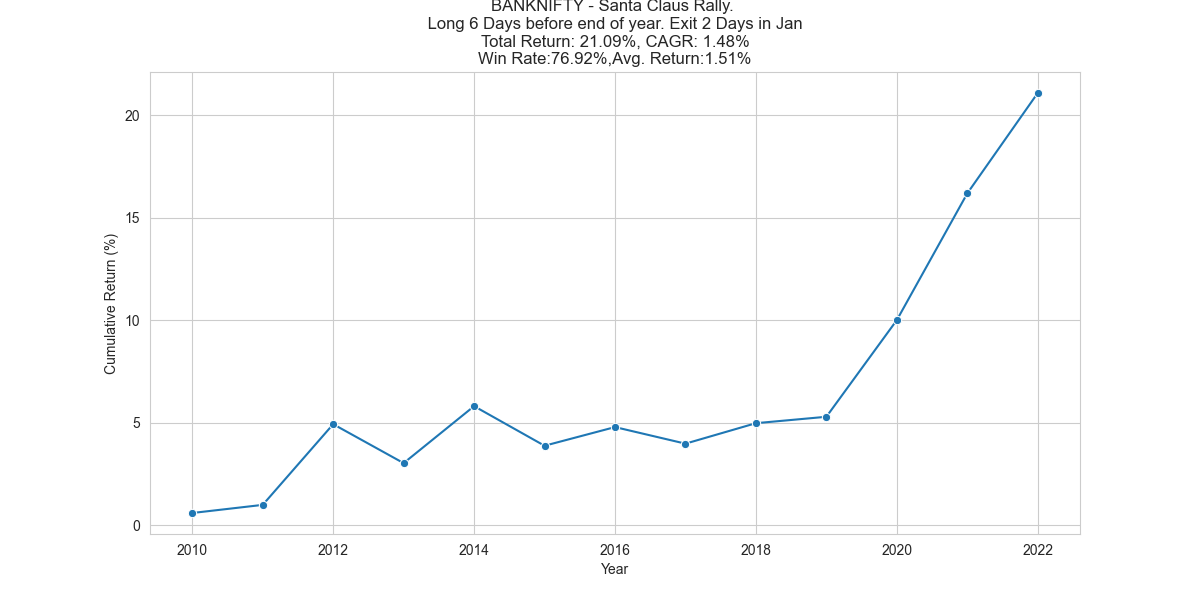 BANKNIFTY - Santa Claus Rally.
Long 6 Days before end of year. Exit 2 Days in Jan
Total Return: 21.09%, CAGR: 1.48%
Win Rate:76.92%,Avg. Return:1.51%
Cumulative Return (%)
20
15
10
5
0
2010 2012 2014 2016 2018 2020 2022
Year